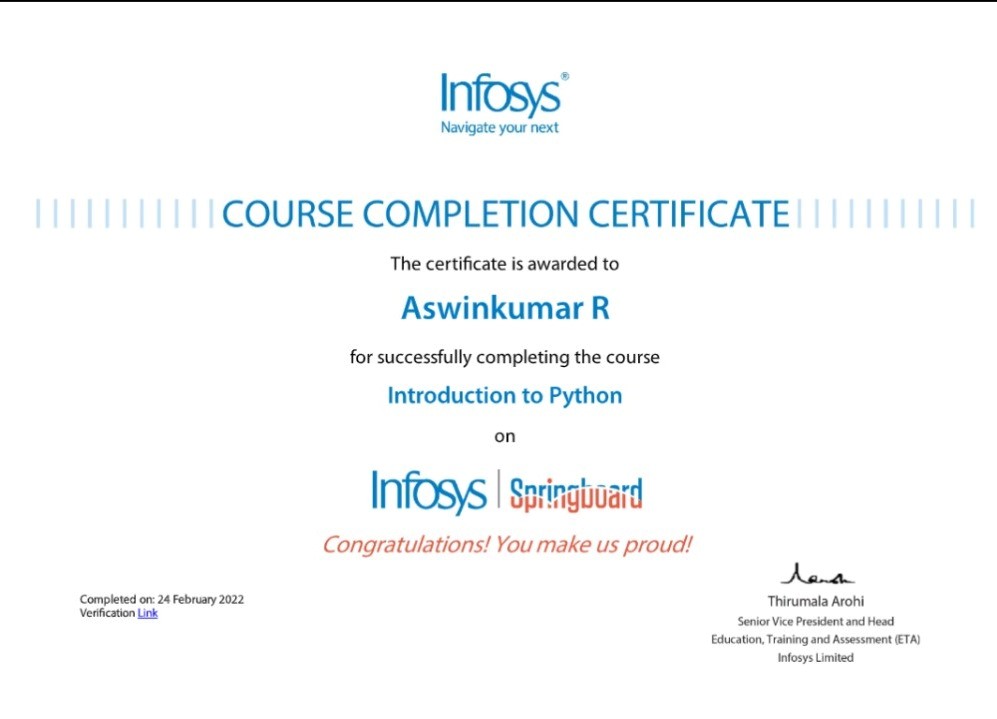 Infosys®
Navigate your next
COURSE COMPLETION CERTIFICATE
The certificate is awarded to
Aswinkumar R
for successfully completing the course
Introduction to Python
on
Infosys | Springboard
Congratulations! You make us proud!
Completed on: 24 February 2022
Verification Link
Thirumala Arohi
Senior Vice President and Head
Education, Training and Assessment (ETA)
Infosys Limited